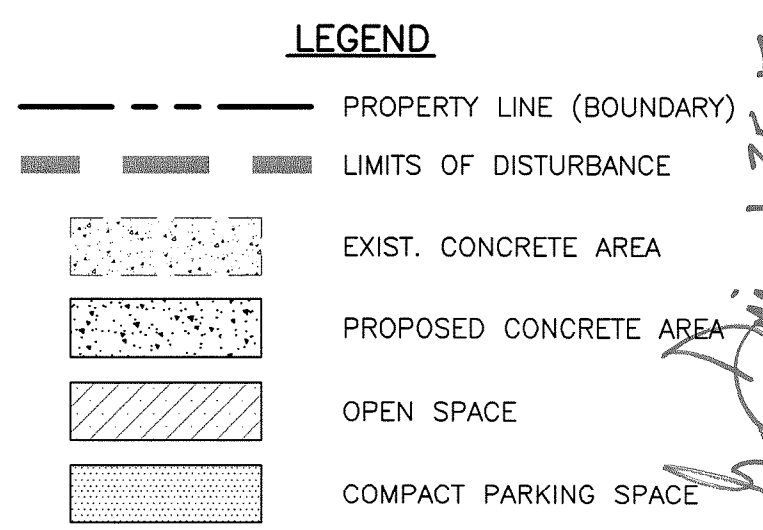 LEGEND
PROPERTY LINE (BOUNDARY)
LIMITS OF DISTURBANCE
EXIST. CONCRETE AREA
PROPOSED CONCRETE AREA
OPEN SPACE
COMPACT PARKING SPACE